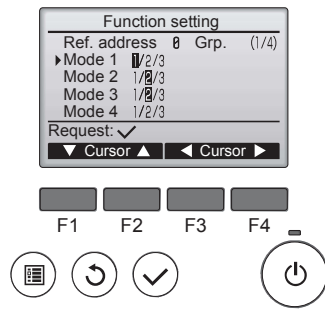 Function setting
Ref. address 0 Grp. (1/4)
Mode 1 1/2/3
Mode 2 1/2/3
Mode 3 1/2/3
Mode 4 1/2/3
Request: ✓
▼ Cursor ▲ ◀ Cursor ▶
F1 F2 F3 F4